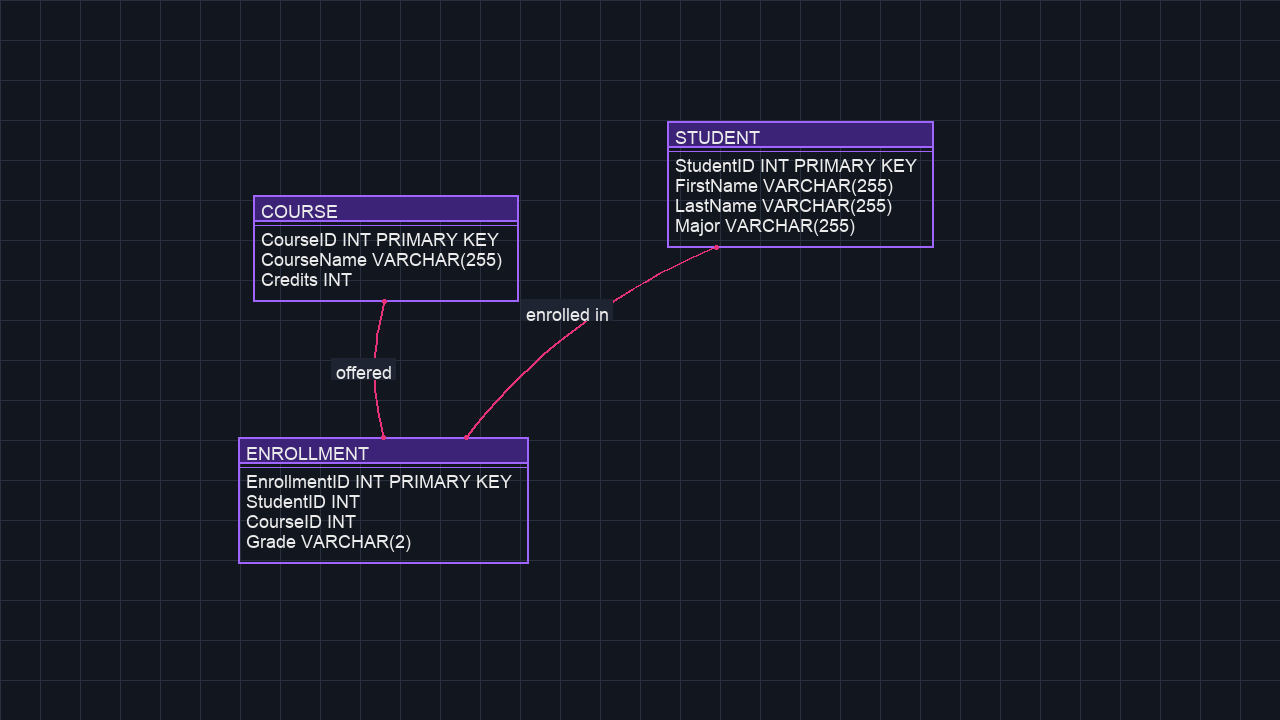 STUDENT
StudentID INT PRIMARY KEY
FirstName VARCHAR(255)
LastName VARCHAR(255)
Major VARCHAR(255)
COURSE
CourseID INT PRIMARY KEY
CourseName VARCHAR(255)
Credits INT
enrolled in
offered
ENROLLMENT
EnrollmentID INT PRIMARY KEY
StudentID INT
CourseID INT
Grade VARCHAR(2)